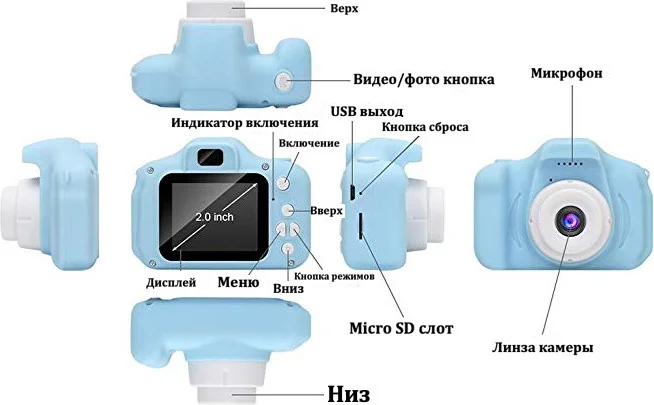 Верх
Видео/фото кнопка
Микрофон
USB выход
Индикатор включения
Кнопка сброса
Включение
2.0 inch
Вверх
Дисплей
Меню
Вниз
Кнопка режимов
Micro SD слот
Линза камеры
Низ